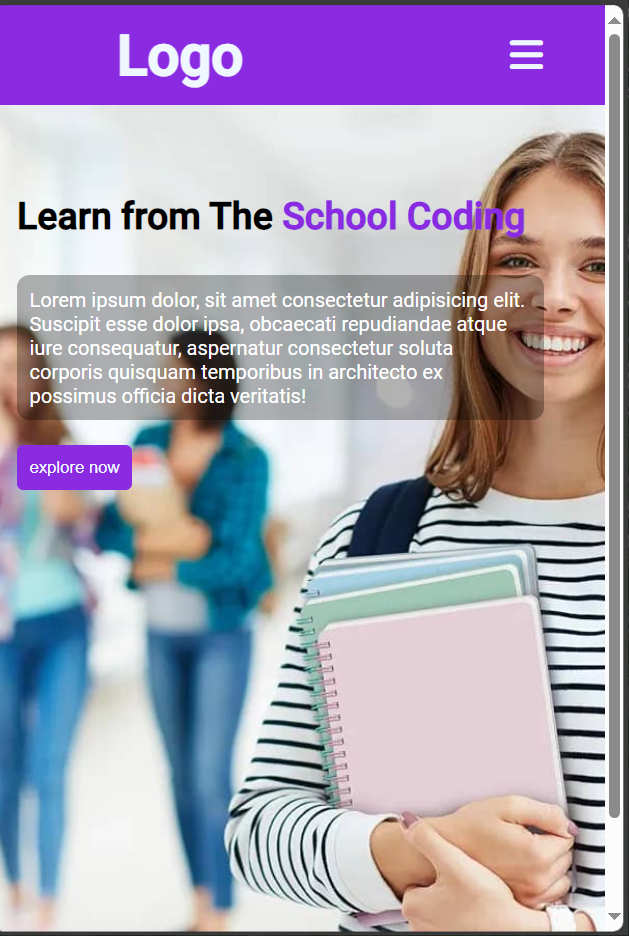 Logo
Learn from The School Coding
Lorem ipsum dolor, sit amet consectetur adipisicing elit.
Suscipit esse dolor ipsa, obcaecati repudiandae atque
iure consequatur, aspernatur consectetur soluta
corporis quisquam temporibus in architecto ex
possimus officia dicta veritatis!
explore now